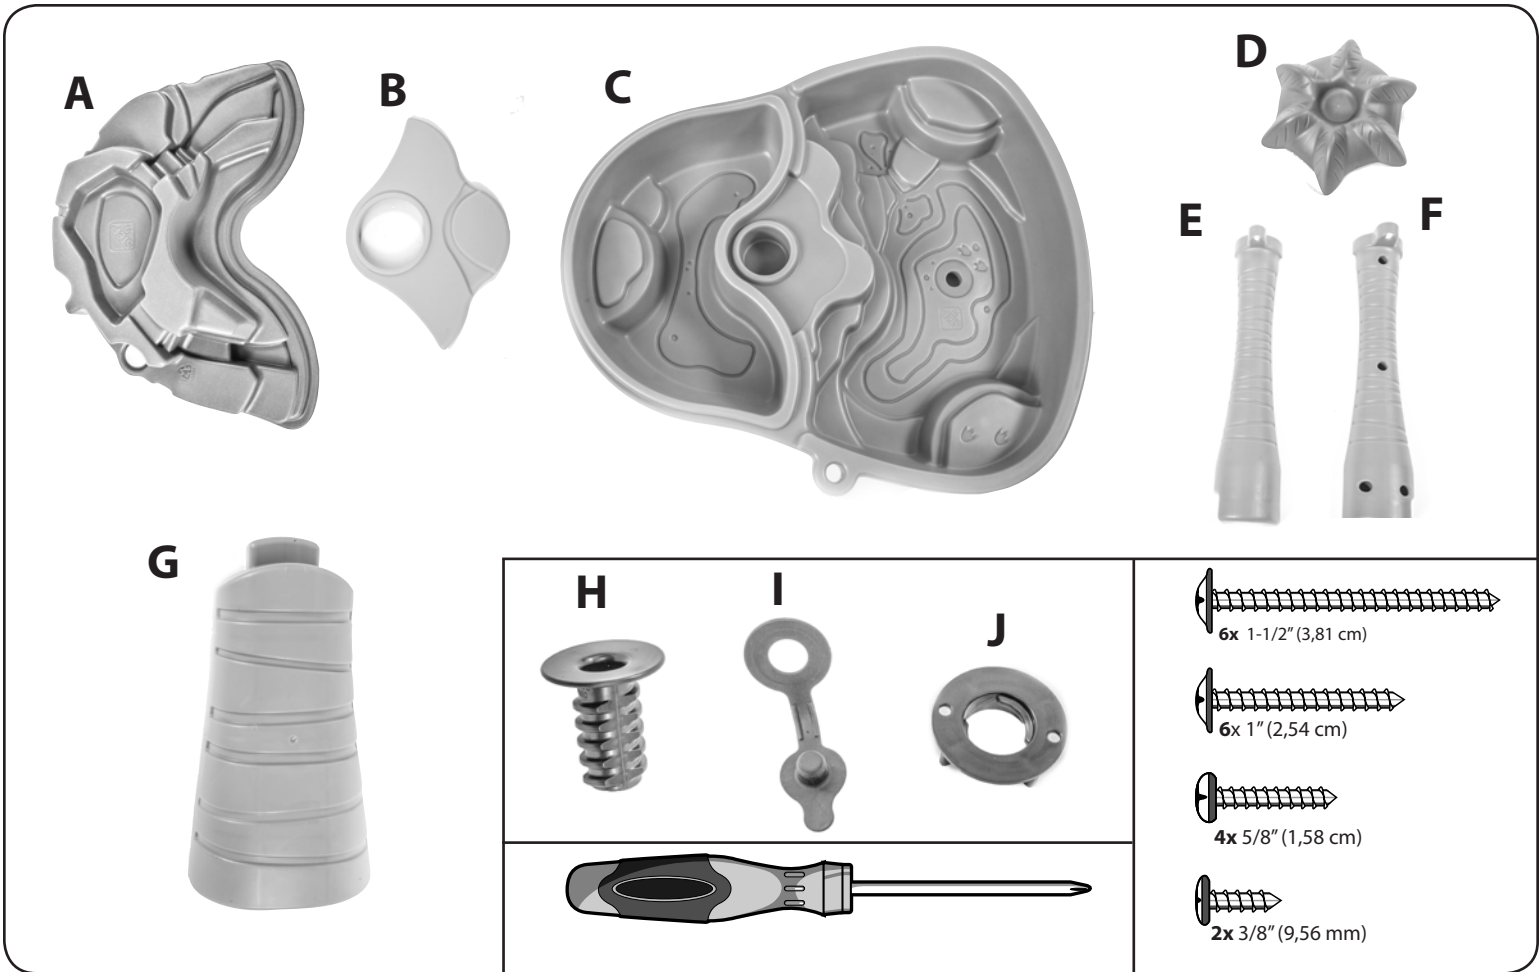 A
B
C
D
E
F
G
H
I
J
6x 1-1/2” (3,81 cm)
6x 1” (2,54 cm)
4x 5/8” (1,58 cm)
2x 3/8” (9,56 mm)